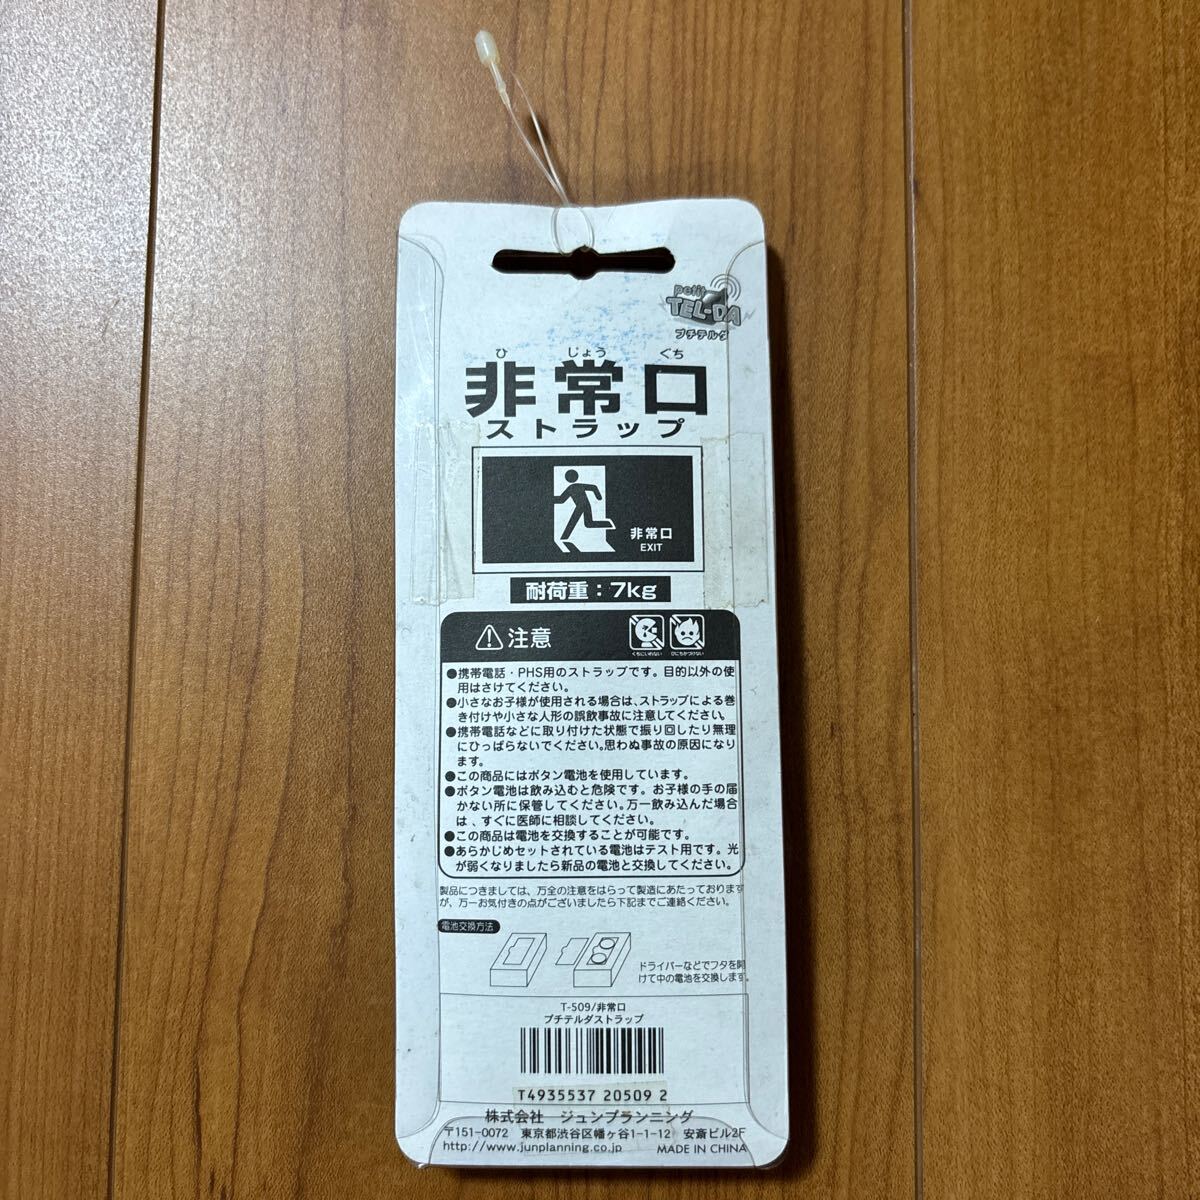 petit
TEL-DA
プチテルダ
ひ じょう ぐち
非常口
ストラップ
非常口
EXIT
耐荷重：7kg
注意
くちにいれない ひにちかづけない
●携帯電話・PHS用のストラップです。目的以外の使
用はさけてください。
●小さなお子様が使用される場合は、ストラップによる巻
き付けや小さな人形の誤飲事故に注意してください。
●携帯電話などに取り付けた状態で振り回したり無理
にひっぱらないでください。思わぬ事故の原因になり
ます。
●この商品にはボタン電池を使用しています。
●ボタン電池は飲み込むと危険です。お子様の手の届
かない所に保管してください。万一飲み込んだ場合
は、すぐに医師に相談してください。
●この商品は電池を交換することが可能です。
●あらかじめセットされている電池はテスト用です。光
が弱くなりましたら新品の電池と交換してください。
製品につきましては、万全の注意をはらって製造にあたっております
が、万一お気付きの点がございましたら下記までご連絡ください。
電池交換方法
ドライバーなどでフタを開
けて中の電池を交換します。
T-509/非常口
プチテルダストラップ
T4935537 20509 2
株式会社　ジュンプランニング
〒151-0072　東京都渋谷区幡ヶ谷1-1-12　安斎ビル2F
http://www.junplanning.co.jp MADE IN CHINA